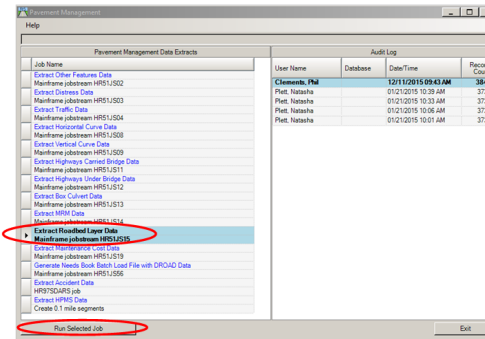 Pavement Management
Help
Pavement Management Data Extracts
Audit Log
Job Name
Extract Other Features Data
Mainframe jobstream HR51JS02
Extract Distress Data
Mainframe jobstream HR51JS03
Extract Traffic Data
Mainframe jobstream HR51JS04
Extract Horizontal Curve Data
Extract Vertical Curve Data
Mainframe jobstream HR51JS09
Extract Highways Carried Bridge Data
Mainframe jobstream HR51JS11
Extract Highways Under Bridge Data
Mainframe jobstream HR51JS12
Extract Box Culvert Data
Mainframe jobstream HR51JS13
Extract MRM Data
Mainframe jobstream HR51JS14
Extract Roadbed Layer Data
Mainframe jobstream HR51JS15
Extract Maintenance Cost Data
Mainframe jobstream HR51JS19
Generate Needs Book Batch Load File with DROAD Data
Mainframe jobstream HR51JS56
Extract Accident Data
HR97SDARS job
Extract HPMS Data
Create 0.1 mile segments
User Name Database Date/Time Recor Cou
Clements, Phil 12/11/2015 09:43 AM 384
Plett, Natasha 01/21/2015 10:39 AM 37
Plett, Natasha 01/21/2015 10:33 AM 37
Plett, Natasha 01/21/2015 10:06 AM 37
Plett, Natasha 01/21/2015 10:01 AM 37
Run Selected Job
Exit